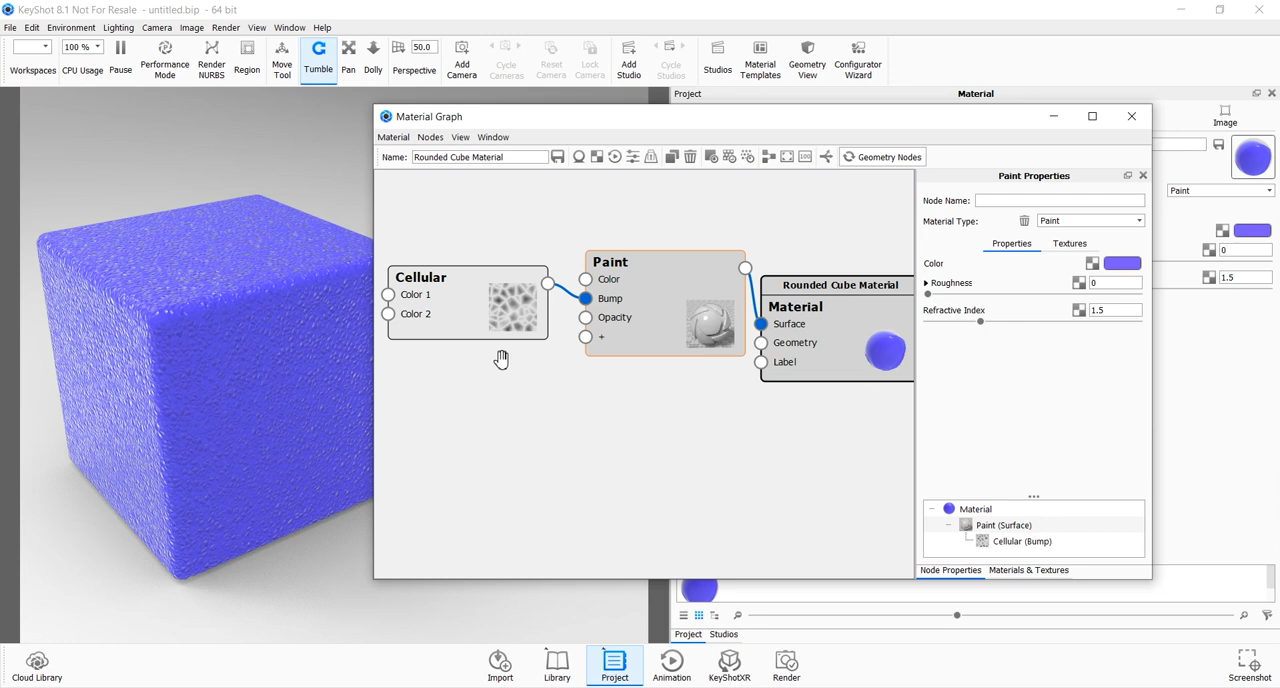 KeyShot 8.1 Not For Resale - untitled.bip - 64 bit
File Edit Environment Lighting Camera Image Render View Window Help
100 %
50.0
Workspaces CPU Usage Pause Performance Mode Render NURBS Region Move Tool Tumble Pan Dolly Perspective Add Camera Cycle Cameras Reset Camera Lock Camera Add Studio Cycle Studios Studios Material Templates Geometry View Configurator Wizard
Project Material
Image
Material Graph
Material Nodes View Window
Name: Rounded Cube Material
100
Geometry Nodes
Paint Properties
Node Name:
Material Type: Paint
Properties Textures
Color
Roughness 0
Refractive Index 1.5
Paint
0
1.5
Cellular
Color 1
Color 2
Paint
Color
Bump
Opacity
+
Rounded Cube Material
Material
Surface
Geometry
Label
Material
Paint (Surface)
Cellular (Bump)
Node Properties Materials & Textures
Project Studios
Cloud Library Import Library Project Animation KeyShotXR Render Screenshot